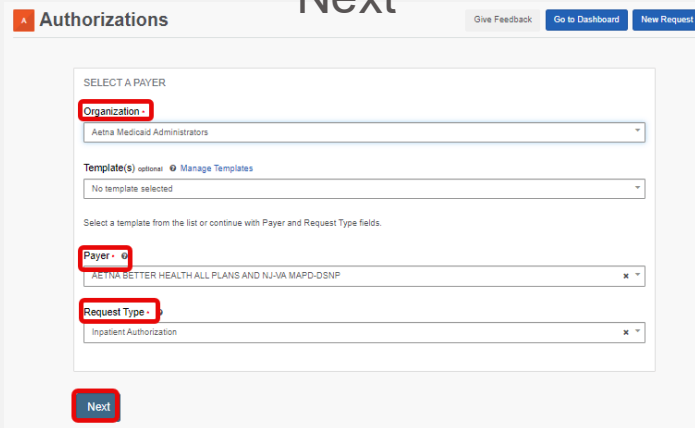 Next
A Authorizations
Give Feedback
Go to Dashboard
New Request
SELECT A PAYER
Organization
Aetna Medicaid Administrators
Template(s) optional ? Manage Templates
No template selected
Select a template from the list or continue with Payer and Request Type fields.
Payer ?
AETNA BETTER HEALTH ALL PLANS AND NJ-VA MAPD-DSNP
×
Request Type
Inpatient Authorization
×
Next